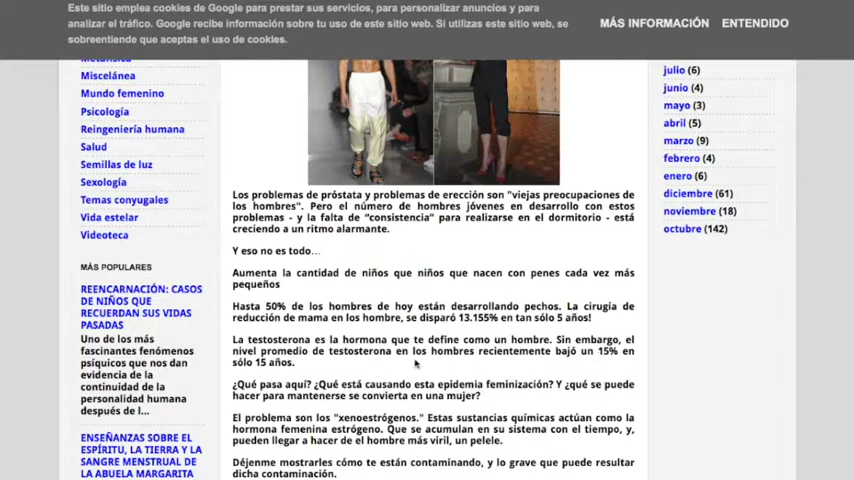 Este sitio emplea cookies de Google para prestar sus servicios, para personalizar anuncios y para
analizar el tráfico. Google recibe información sobre tu uso de este sitio web. Si utilizas este sitio web, se
sobreentiende que aceptas el uso de cookies.
MÁS INFORMACIÓN
ENTENDIDO
Metafísica
Miscelánea
Mundo femenino
Psicología
Reingeniería humana
Salud
Semillas de luz
Sexología
Temas conyugales
Vida estelar
Videoteca
MÁS POPULARES
REENCARNACIÓN: CASOS
DE NIÑOS QUE
RECUERDAN SUS VIDAS
PASADAS
Uno de los más
fascinantes fenómenos
psíquicos que nos dan
evidencia de la
continuidad de la
personalidad humana
después de l...
ENSEÑANZAS SOBRE EL
ESPÍRITU, LA TIERRA Y LA
SANGRE MENSTRUAL DE
LA ABUELA MARGARITA
Los problemas de próstata y problemas de erección son "viejas preocupaciones de
los hombres". Pero el número de hombres jóvenes en desarrollo con estos
problemas - y la falta de “consistencia” para realizarse en el dormitorio - está
creciendo a un ritmo alarmante.
Y eso no es todo…
Aumenta la cantidad de niños que niños que nacen con penes cada vez más
pequeños
Hasta 50% de los hombres de hoy están desarrollando pechos. La cirugía de
reducción de mama en los hombre, se disparó 13.155% en tan sólo 5 años!
La testosterona es la hormona que te define como un hombre. Sin embargo, el
nivel promedio de testosterona en los hombres recientemente bajó un 15% en
sólo 15 años.
¿Qué pasa aquí? ¿Qué está causando esta epidemia feminización? Y ¿qué se puede
hacer para mantenerse se convierta en una mujer?
El problema son los "xenoestrógenos." Estas sustancias químicas actúan como la
hormona femenina estrógeno. Que se acumulan en su sistema con el tiempo, y,
pueden llegar a hacer de el hombre más viril, un pelele.
Déjenme mostrarles cómo te están contaminando, y lo grave que puede resultar
dicha contaminación.
julio (6)
junio (4)
mayo (3)
abril (5)
marzo (9)
febrero (4)
enero (6)
diciembre (61)
noviembre (18)
octubre (142)